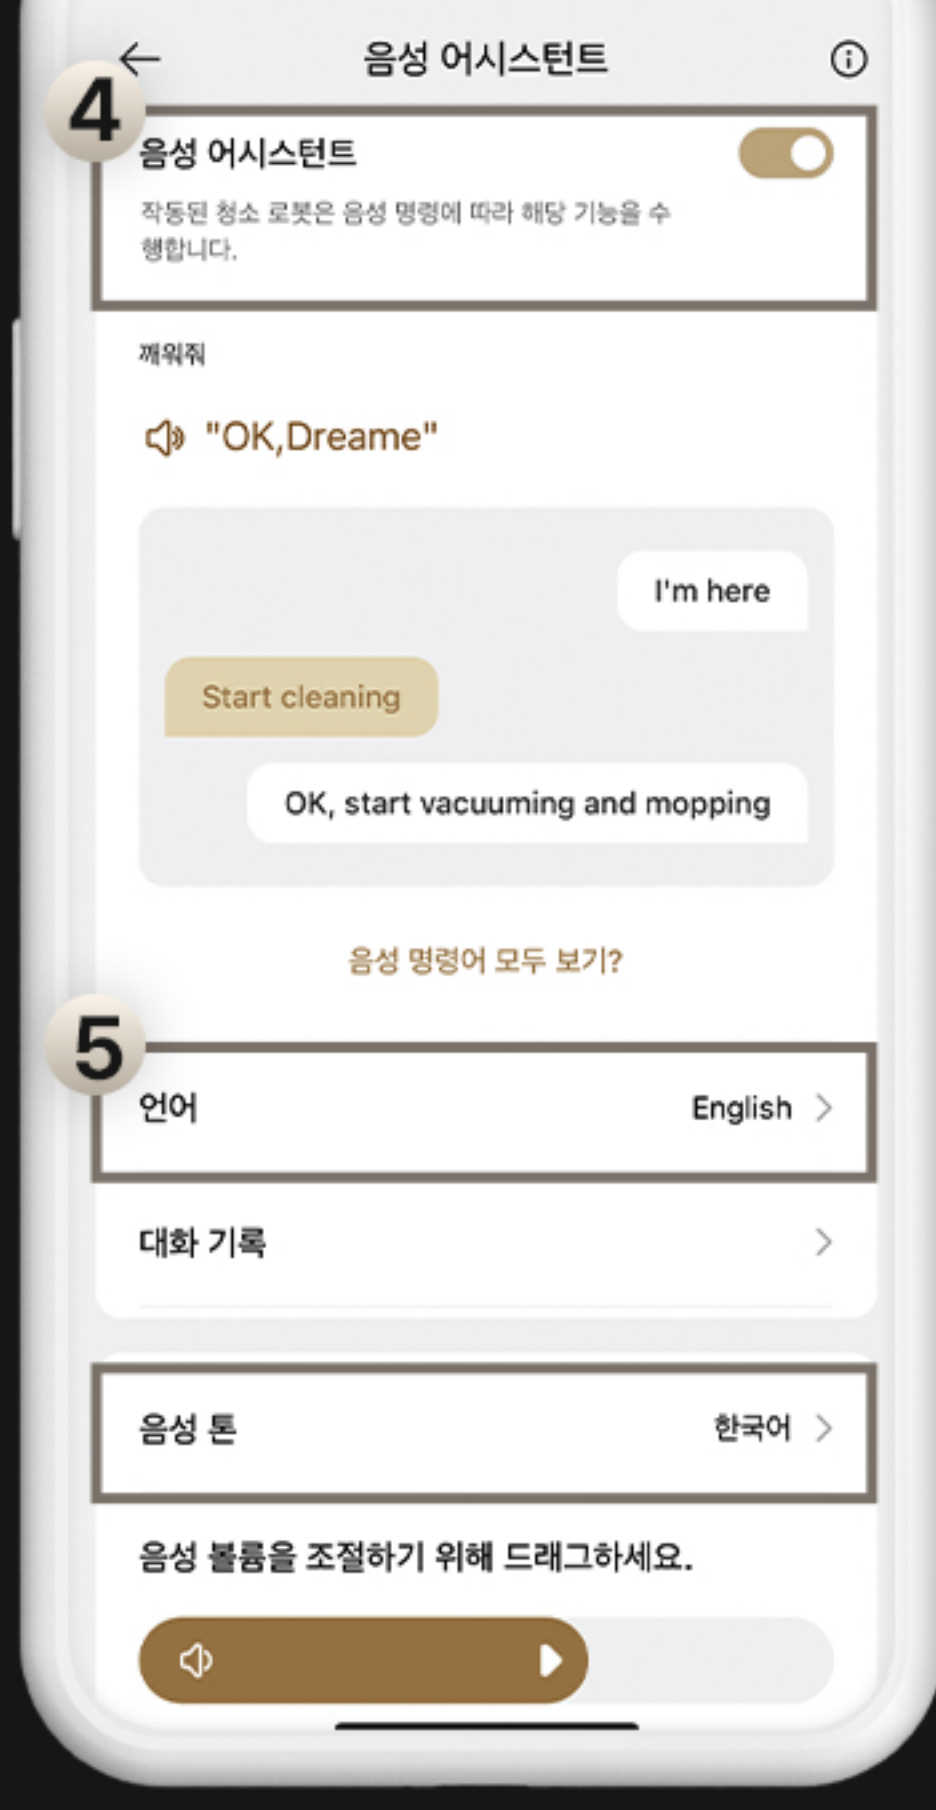 음성 어시스턴트
4
음성 어시스턴트
작동된 청소 로봇은 음성 명령에 따라 해당 기능을 수
행합니다.
깨워줘
"OK,Dreame"
I'm here
Start cleaning
OK, start vacuuming and mopping
음성 명령어 모두 보기?
5
언어 English
대화 기록
음성 톤 한국어
음성 볼륨을 조절하기 위해 드래그하세요.